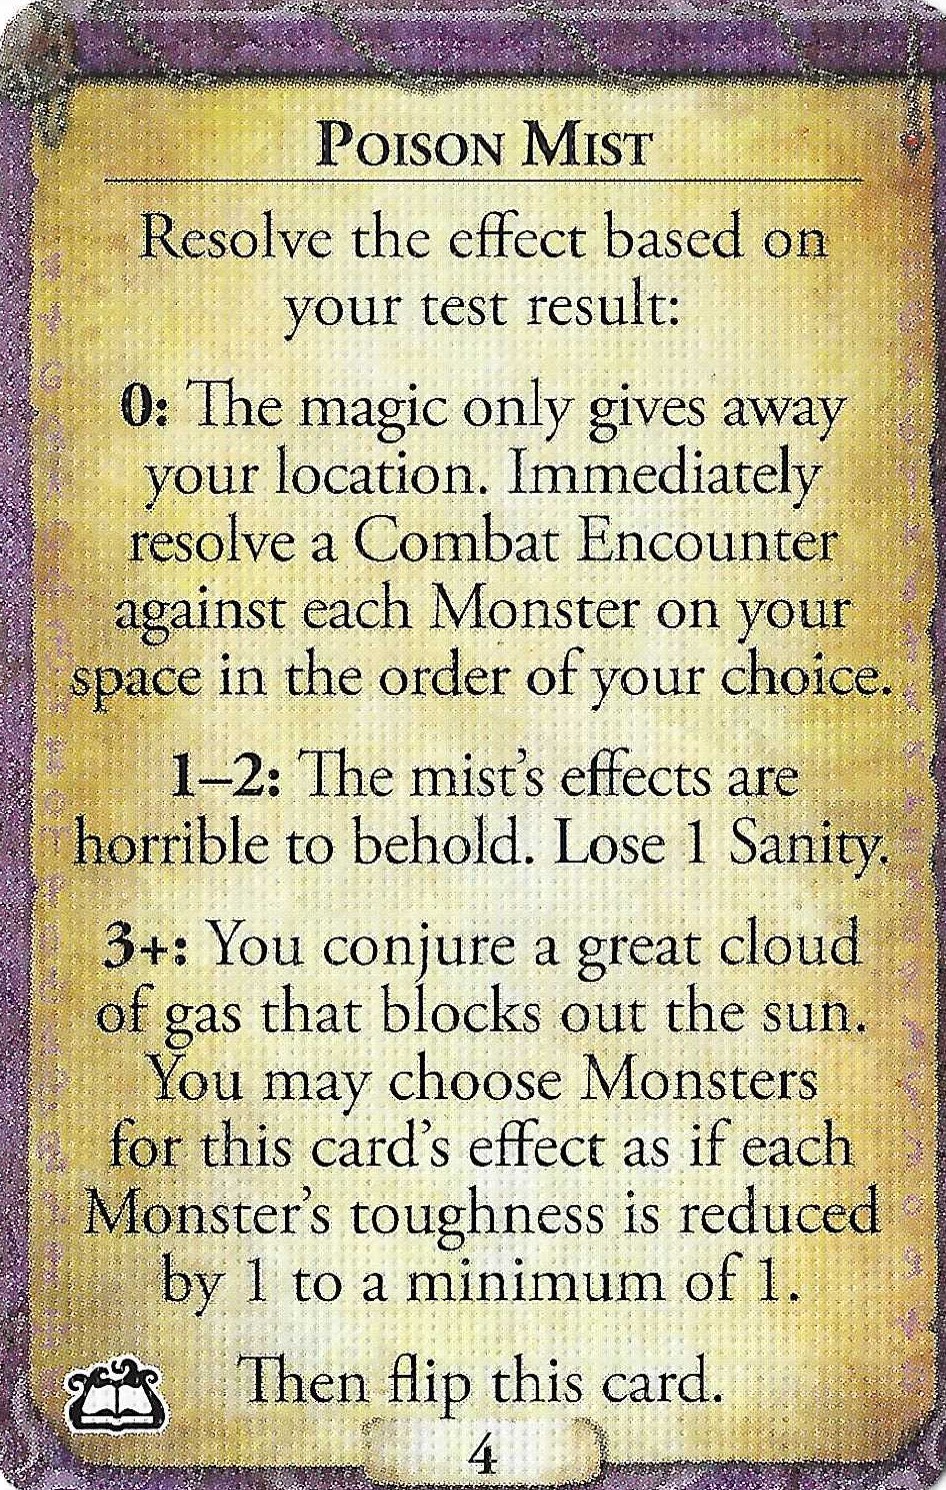 Poison Mist
Resolve the effect based on
your test result:
0: The magic only gives away
your location. Immediately
resolve a Combat Encounter
against each Monster on your
space in the order of your choice.
1–2: The mist's effects are
horrible to behold. Lose 1 Sanity.
3+: You conjure a great cloud
of gas that blocks out the sun.
You may choose Monsters
for this card's effect as if each
Monster's toughness is reduced
by 1 to a minimum of 1.
Then flip this card.
4